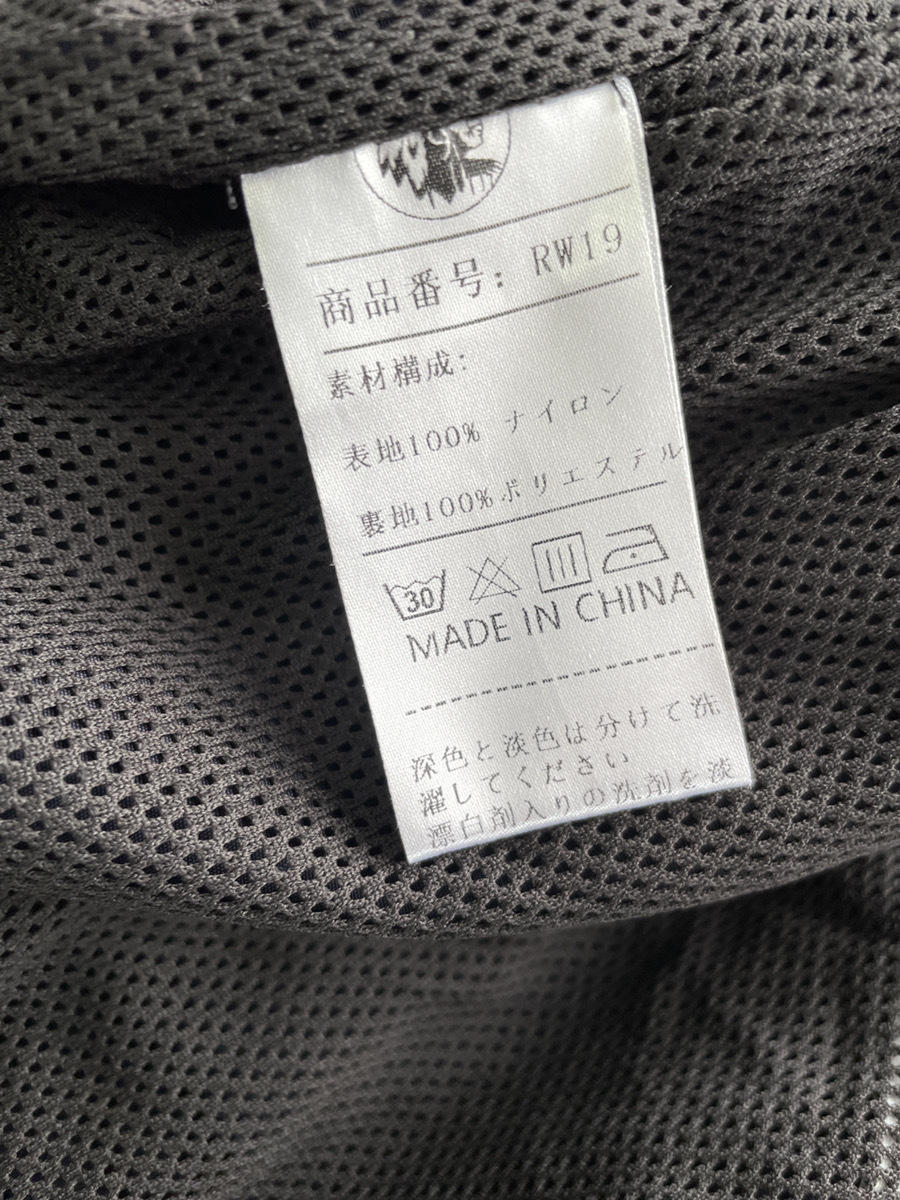 商品番号: RW19
素材構成:
表地100% ナイロン
裏地100%ポリエステル
30
MADE IN CHINA
深色と淡色は分けて洗
濯してください
漂白剤入りの洗剤を淡